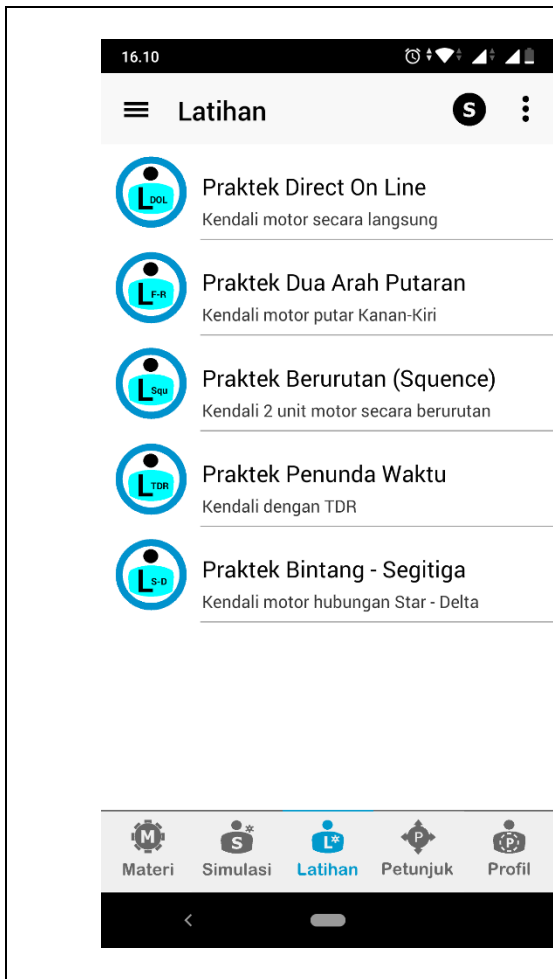 16.10
Latihan S
L DOL
Praktek Direct On Line
Kendali motor secara langsung
L F-R
Praktek Dua Arah Putaran
Kendali motor putar Kanan-Kiri
L Squ
Praktek Berurutan (Squence)
Kendali 2 unit motor secara berurutan
L TDR
Praktek Penunda Waktu
Kendali dengan TDR
L S-D
Praktek Bintang - Segitiga
Kendali motor hubungan Star - Delta
M S L P P
Materi Simulasi Latihan Petunjuk Profil